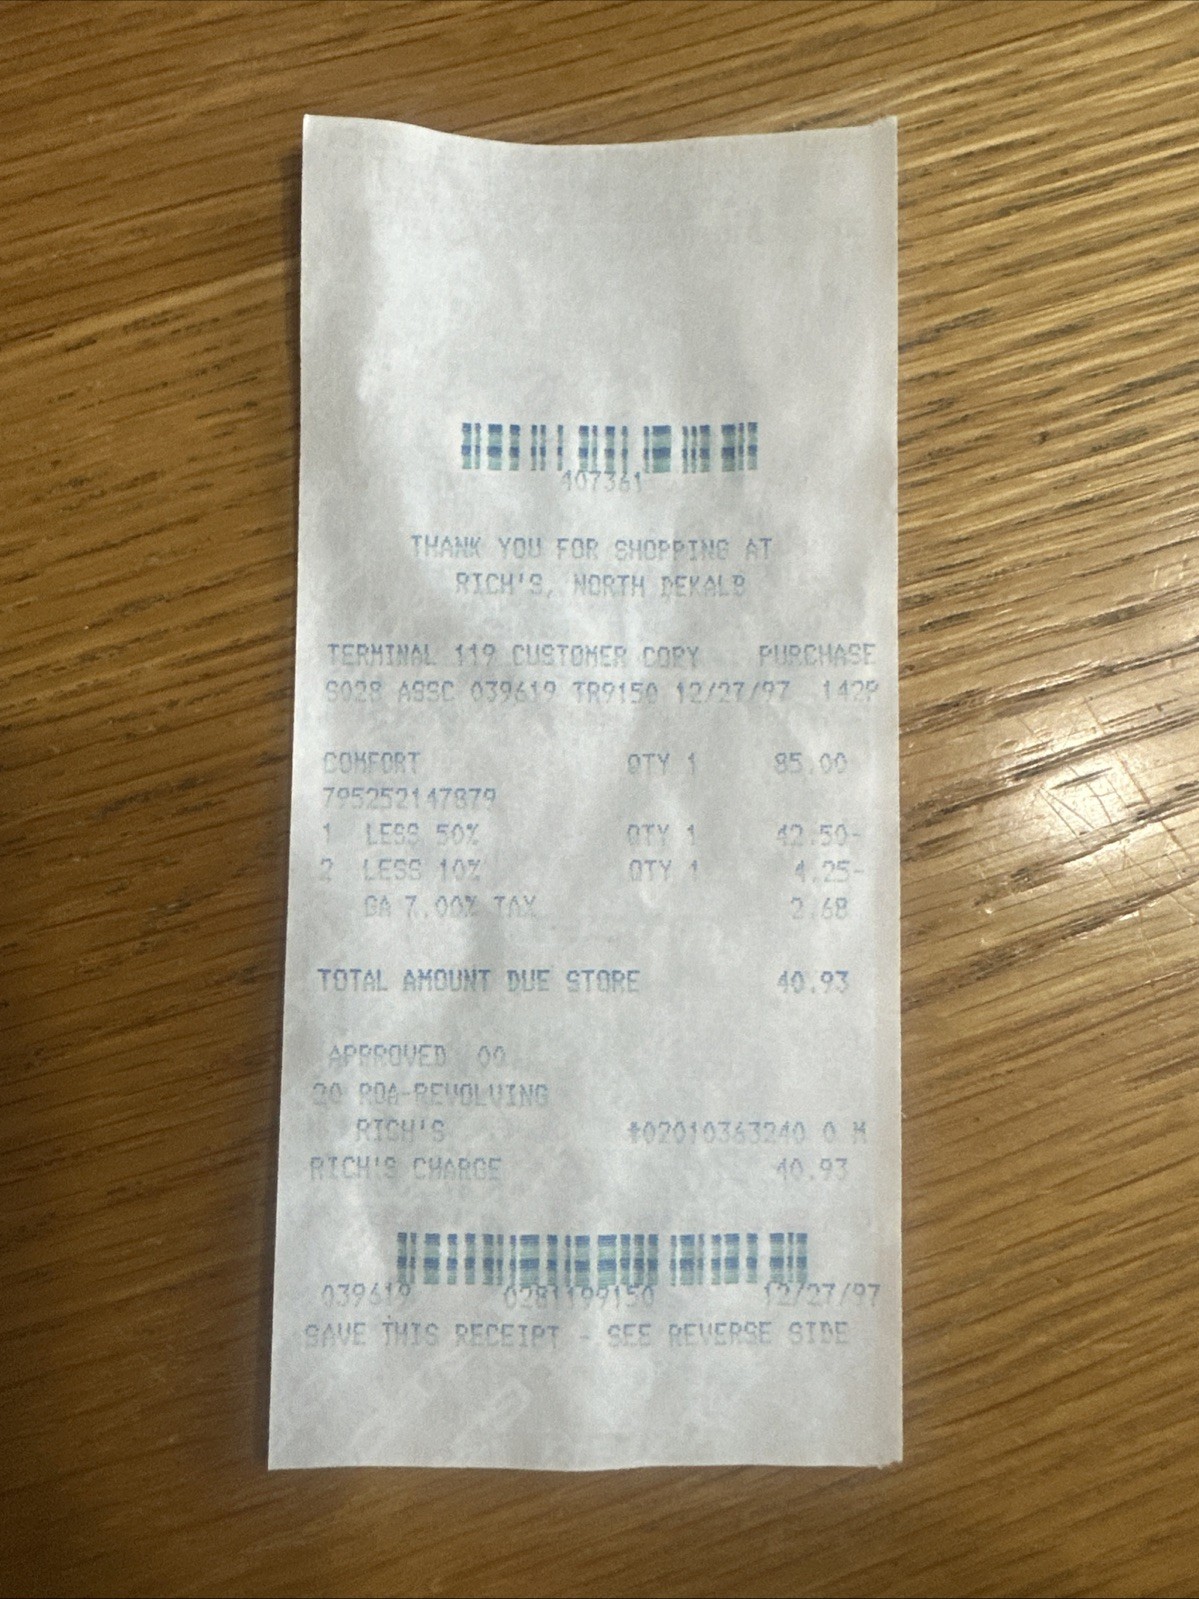 407361
THANK YOU FOR SHOPPING AT
RICH'S, NORTH DEKALB
TERMINAL 119 CUSTOMER COPY PURCHASE
S028 ASSC 039619 TR9150 12/27/97 142P
COMFORT QTY 1 85.00
795252147879
1 LESS 50% QTY 1 42.50-
2 LESS 10% QTY 1 4.25-
GA 7.00% TAX 2.68
TOTAL AMOUNT DUE STORE 40.93
APPROVED 00
20 ROA-REVOLVING
RICH'S #02010363240 0 M
RICH'S CHARGE 40.93
039619 0281199150 12/27/97
SAVE THIS RECEIPT - SEE REVERSE SIDE